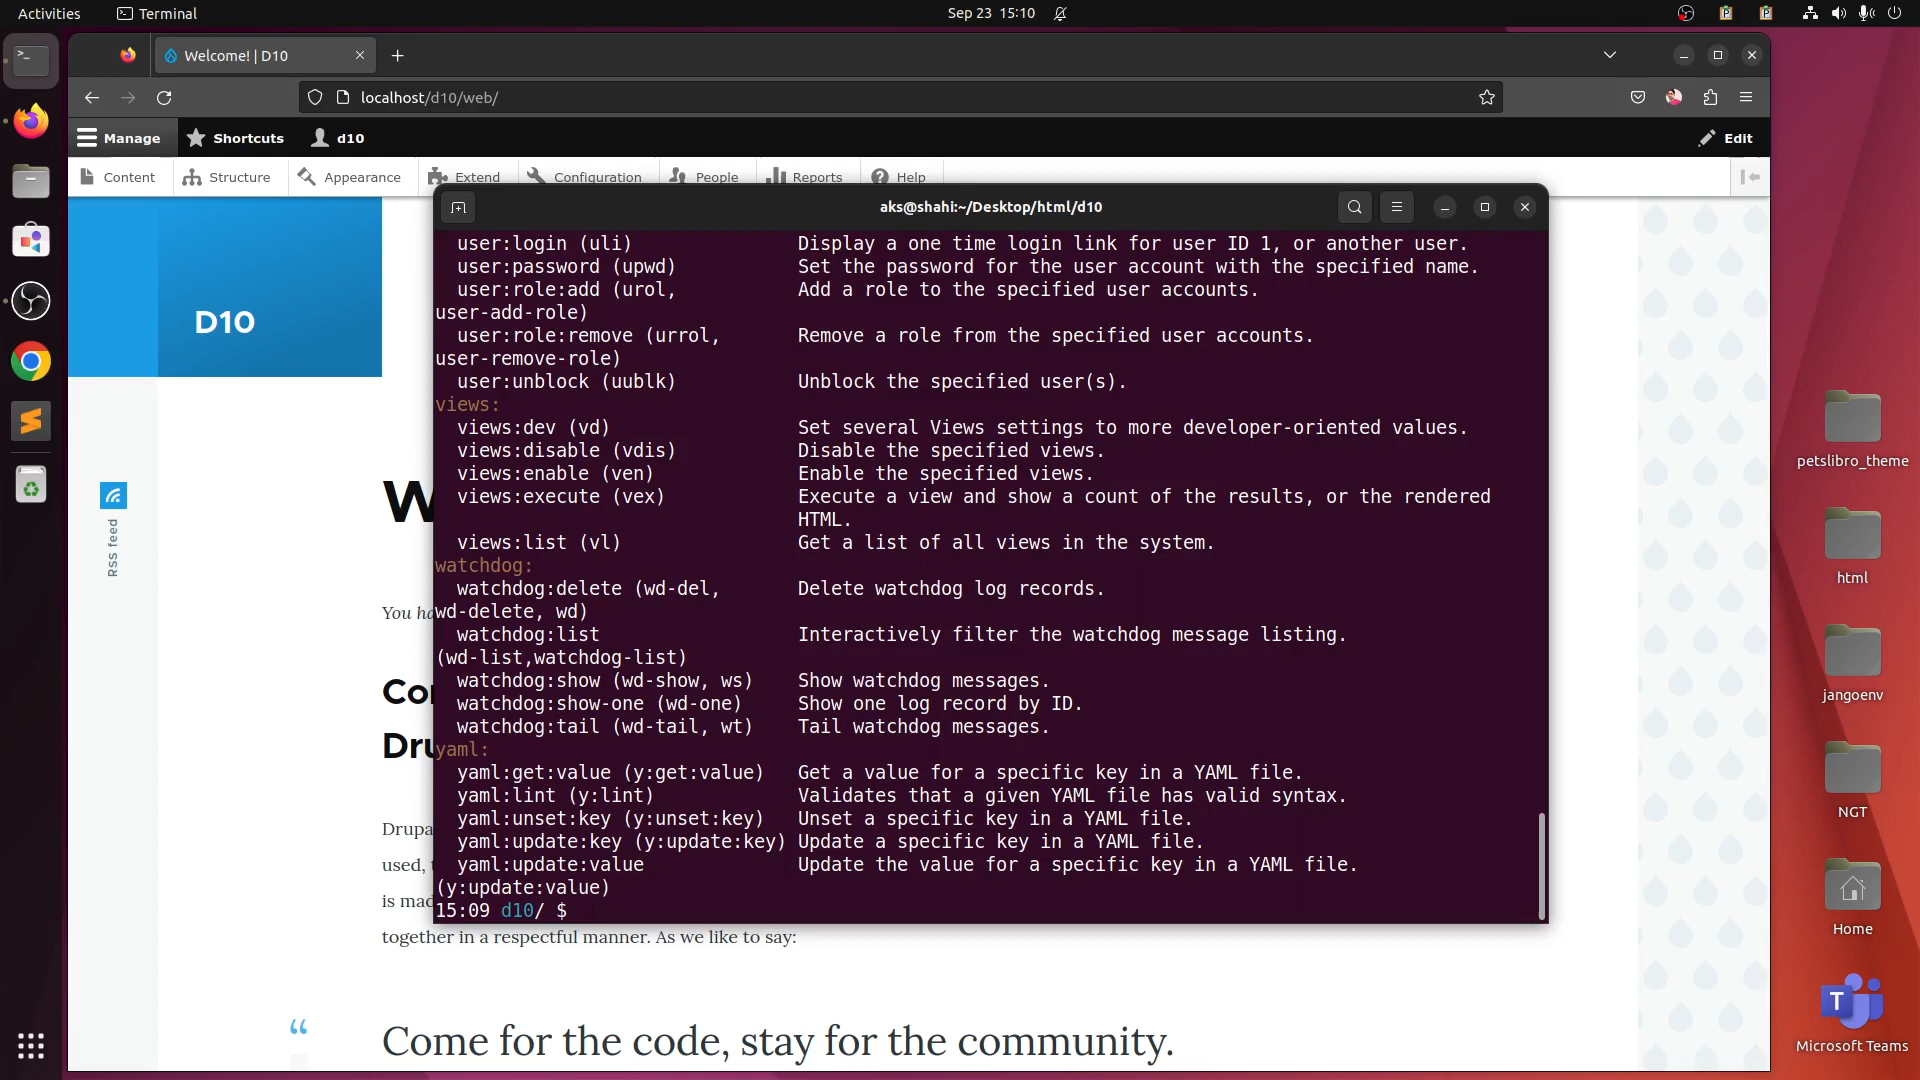 Activities
Terminal
Sep 23 15:10
Welcome! | D10
localhost/d10/web/
Manage
Shortcuts
d10
Edit
Content
Structure
Appearance
Extend
Configuration
People
Reports
Help
D10
RSS feed
aks@shahi:~/Desktop/html/d10
user:login (uli) Display a one time login link for user ID 1, or another user.
user:password (upwd) Set the password for the user account with the specified name.
user:role:add (urol, Add a role to the specified user accounts.
user-add-role)
user:role:remove (urrol, Remove a role from the specified user accounts.
user-remove-role)
user:unblock (uublk) Unblock the specified user(s).
views:
views:dev (vd) Set several Views settings to more developer-oriented values.
views:disable (vdis) Disable the specified views.
views:enable (ven) Enable the specified views.
views:execute (vex) Execute a view and show a count of the results, or the rendered
HTML.
views:list (vl) Get a list of all views in the system.
watchdog:
watchdog:delete (wd-del, Delete watchdog log records.
wd-delete, wd)
watchdog:list Interactively filter the watchdog message listing.
(wd-list,watchdog-list)
watchdog:show (wd-show, ws) Show watchdog messages.
watchdog:show-one (wd-one) Show one log record by ID.
watchdog:tail (wd-tail, wt) Tail watchdog messages.
yaml:
yaml:get:value (y:get:value) Get a value for a specific key in a YAML file.
yaml:lint (y:lint) Validates that a given YAML file has valid syntax.
yaml:unset:key (y:unset:key) Unset a specific key in a YAML file.
yaml:update:key (y:update:key) Update a specific key in a YAML file.
yaml:update:value Update the value for a specific key in a YAML file.
(y:update:value)
15:09 d10/ $
W
You ha
Co
Dru
Drupa
used,
is mad
together in a respectful manner. As we like to say:
“
Come for the code, stay for the community.
petslibro_theme
html
jangoenv
NGT
Home
T
Microsoft Teams